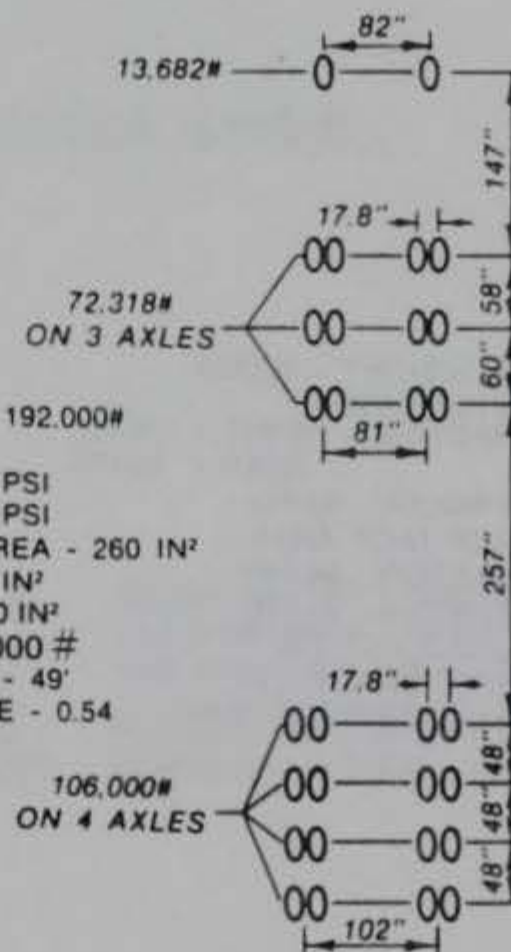 82"
13.682#
147"
17.8"
58"
72.318#
ON 3 AXLES
60"
192.000#
81"
PSI
PSI
REA - 260 IN²
IN²
0 IN²
000 #
- 49'
E - 0.54
257"
17.8"
48"
106.000#
ON 4 AXLES
48"
48"
102"